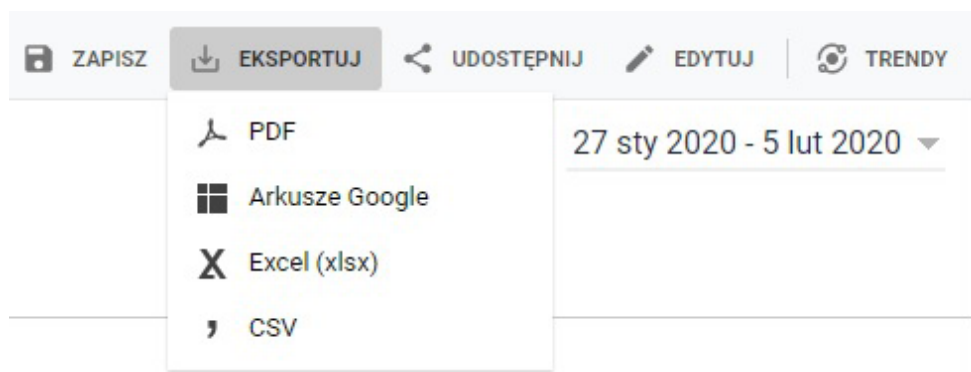 ZAPISZ EKSPORTUJ UDOSTĘPNIJ EDYTUJ TRENDY
PDF
27 sty 2020 - 5 lut 2020
Arkusze Google
Excel (xlsx)
CSV